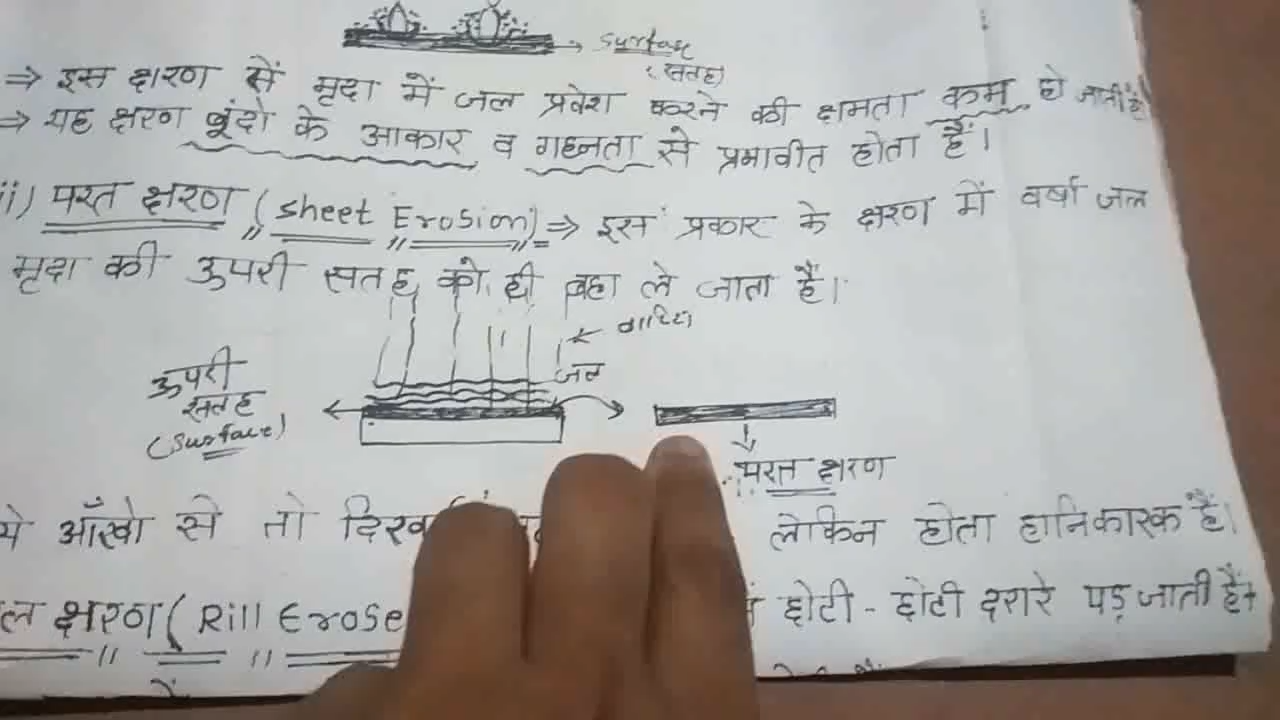 surface
(सतह)
⇒ इस क्षरण से मृदा में जल प्रवेश करने की क्षमता कम हो जाती है
⇒ यह क्षरण बूंदो के आकार व गहनता से प्रभावीत होता हैं।
ii) परत क्षरण (Sheet Erosion) ⇒ इस प्रकार के क्षरण में वर्षा जल
मृदा की ऊपरी सतह को ही बहा ले जाता हैं।
जल
ऊपरी
सतह
(Surface)
परत क्षरण
ये आँखो से तो लेकिन होता हानिकारक हैं।
क्षरण (Rill Erose छोटी - छोटी दरारे पड़ जाती हैं